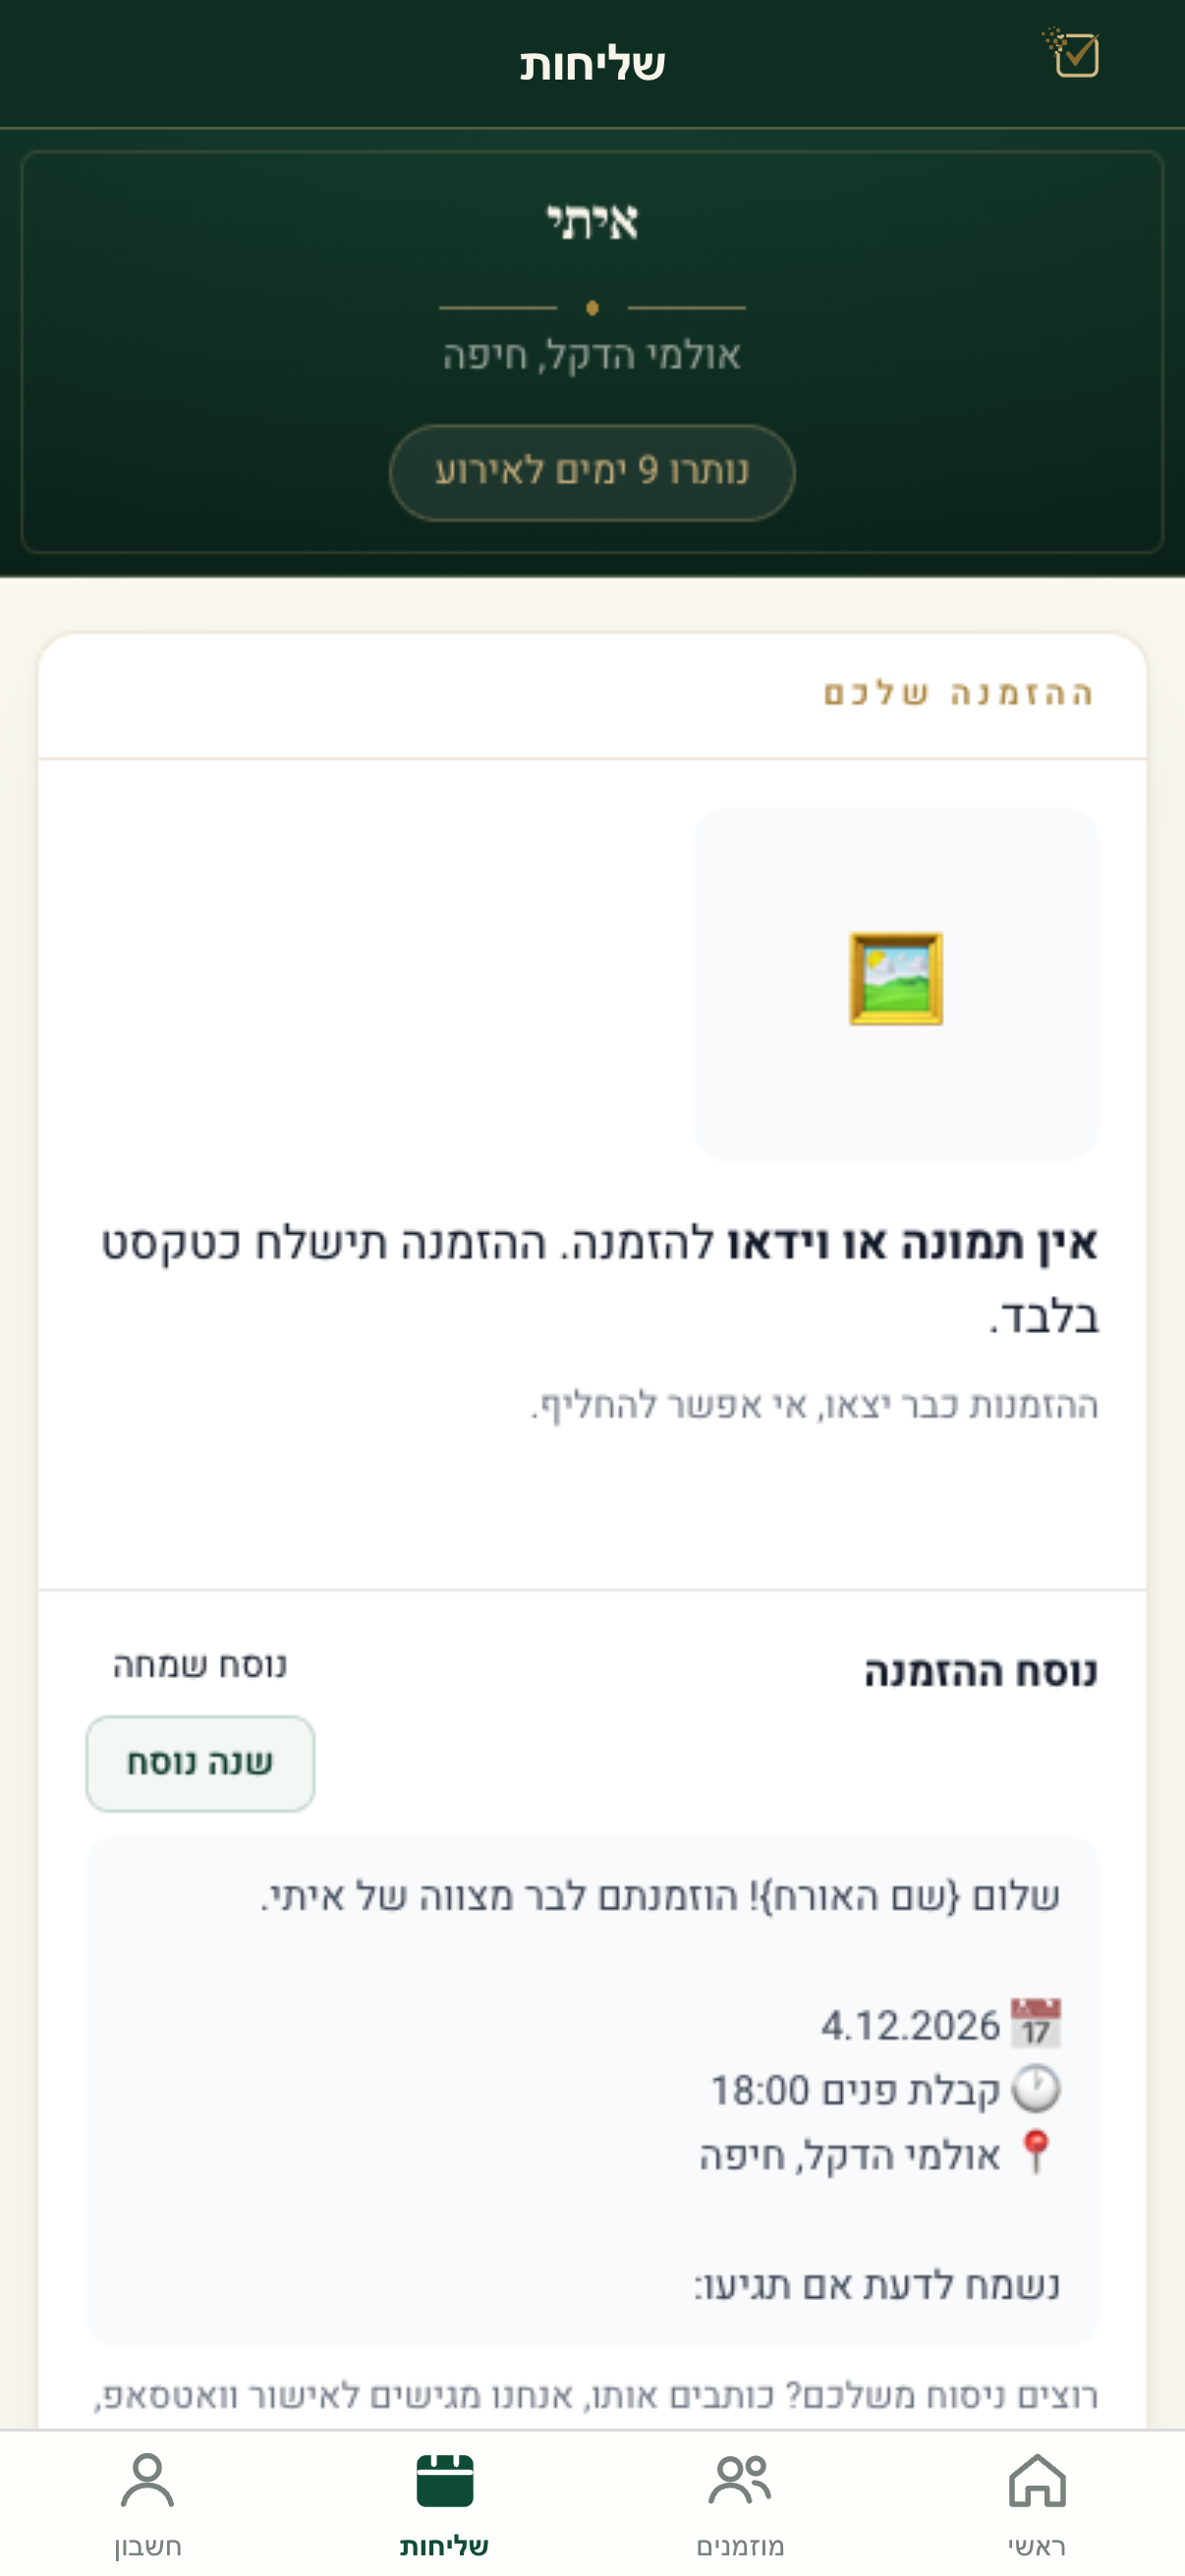 שליחות
איתי
אולמי הדקל, חיפה
נותרו 9 ימים לאירוע
ההזמנה שלכם
אין תמונה או וידאו להזמנה. ההזמנה תישלח כטקסט
בלבד.
ההזמנות כבר יצאו, אי אפשר להחליף.
נוסח ההזמנה
נוסח שמחה
שנה נוסח
שלום {שם האורח}! הוזמנתם לבר מצווה של איתי.
📅 4.12.2026
🕐 קבלת פנים 18:00
📍 אולמי הדקל, חיפה
נשמח לדעת אם תגיעו:
רוצים ניסוח משלכם? כותבים אותו, אנחנו מגישים לאישור וואטסאפ,
ראשי
מוזמנים
שליחות
חשבון